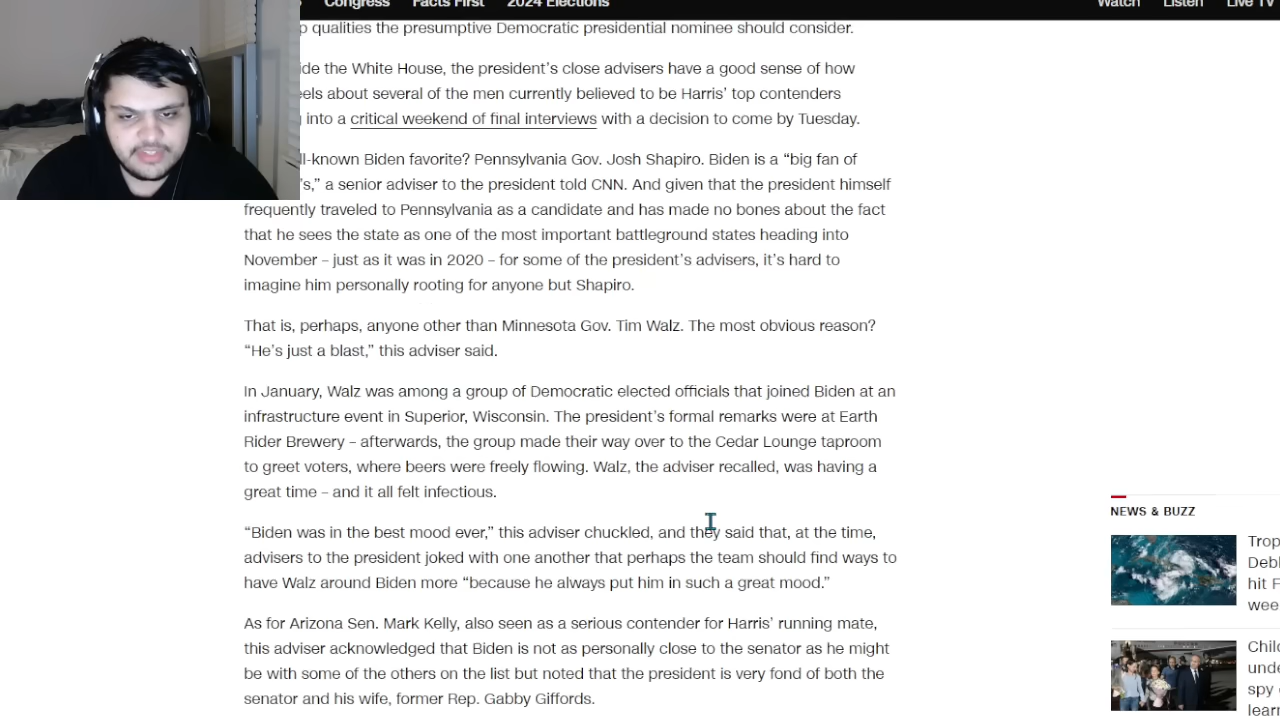 Congress Facts First 2024 Elections Watch Listen Live TV
qualities the presumptive Democratic presidential nominee should consider.
the White House, the president's close advisers have a good sense of how
about several of the men currently believed to be Harris' top contenders
into a critical weekend of final interviews with a decision to come by Tuesday.
Biden favorite? Pennsylvania Gov. Josh Shapiro. Biden is a “big fan of
a senior adviser to the president told CNN. And given that the president himself
frequently traveled to Pennsylvania as a candidate and has made no bones about the fact
that he sees the state as one of the most important battleground states heading into
November – just as it was in 2020 – for some of the president's advisers, it's hard to
imagine him personally rooting for anyone but Shapiro.
That is, perhaps, anyone other than Minnesota Gov. Tim Walz. The most obvious reason?
“He's just a blast,” this adviser said.
In January, Walz was among a group of Democratic elected officials that joined Biden at an
infrastructure event in Superior, Wisconsin. The president's formal remarks were at Earth
Rider Brewery – afterwards, the group made their way over to the Cedar Lounge taproom
to greet voters, where beers were freely flowing. Walz, the adviser recalled, was having a
great time – and it all felt infectious.
“Biden was in the best mood ever,” this adviser chuckled, and they said that, at the time,
advisers to the president joked with one another that perhaps the team should find ways to
have Walz around Biden more “because he always put him in such a great mood.”
As for Arizona Sen. Mark Kelly, also seen as a serious contender for Harris' running mate,
this adviser acknowledged that Biden is not as personally close to the senator as he might
be with some of the others on the list but noted that the president is very fond of both the
senator and his wife, former Rep. Gabby Giffords.
NEWS & BUZZ
Trop
Deb
hit F
wee
Chil
unde
spy
learn